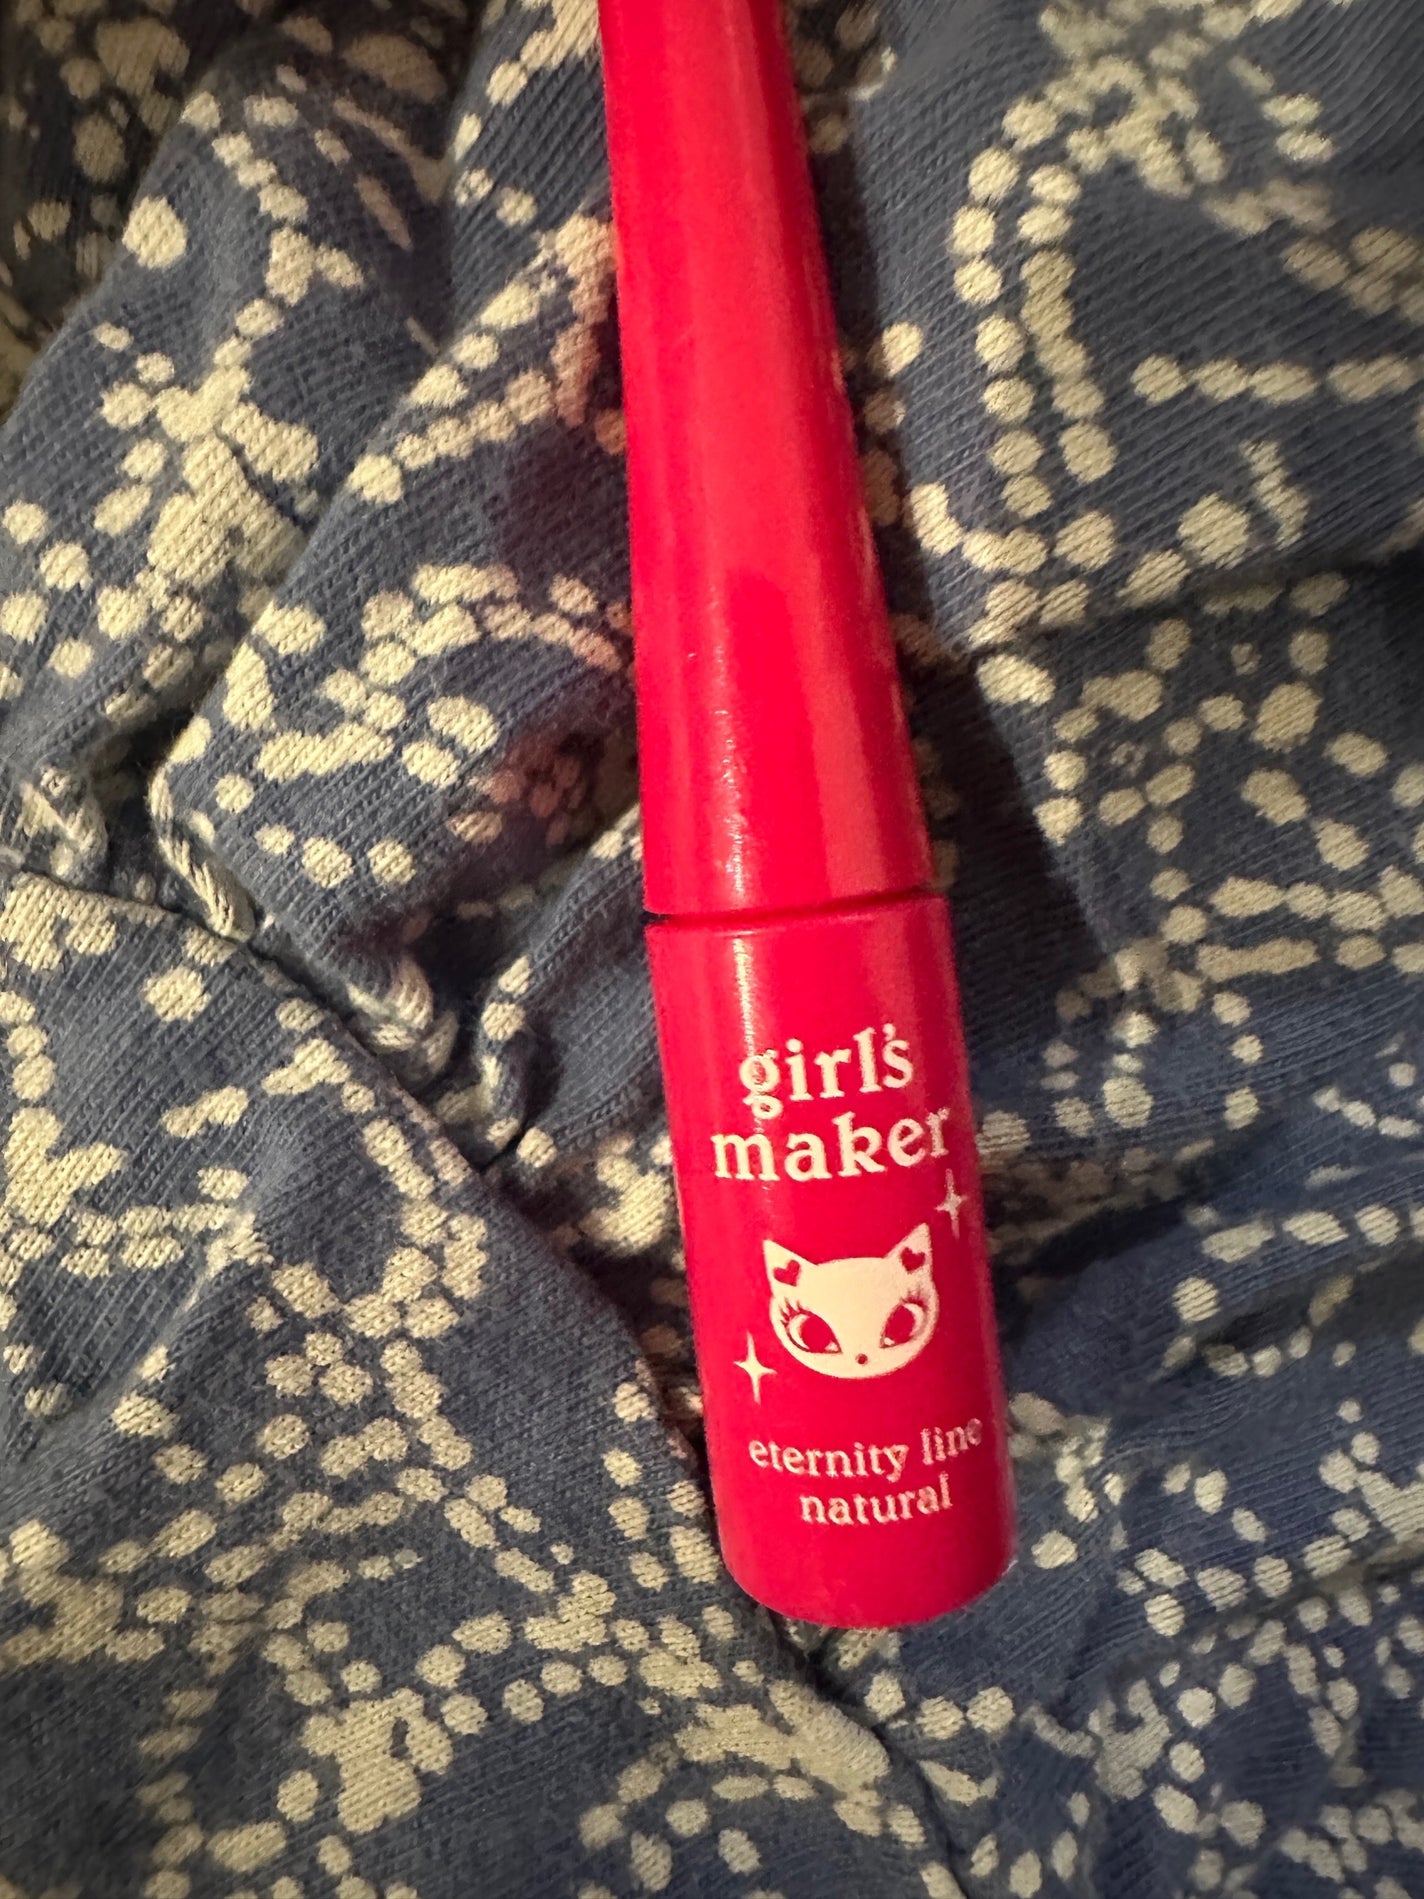 girl's
maker
eternity line
natural